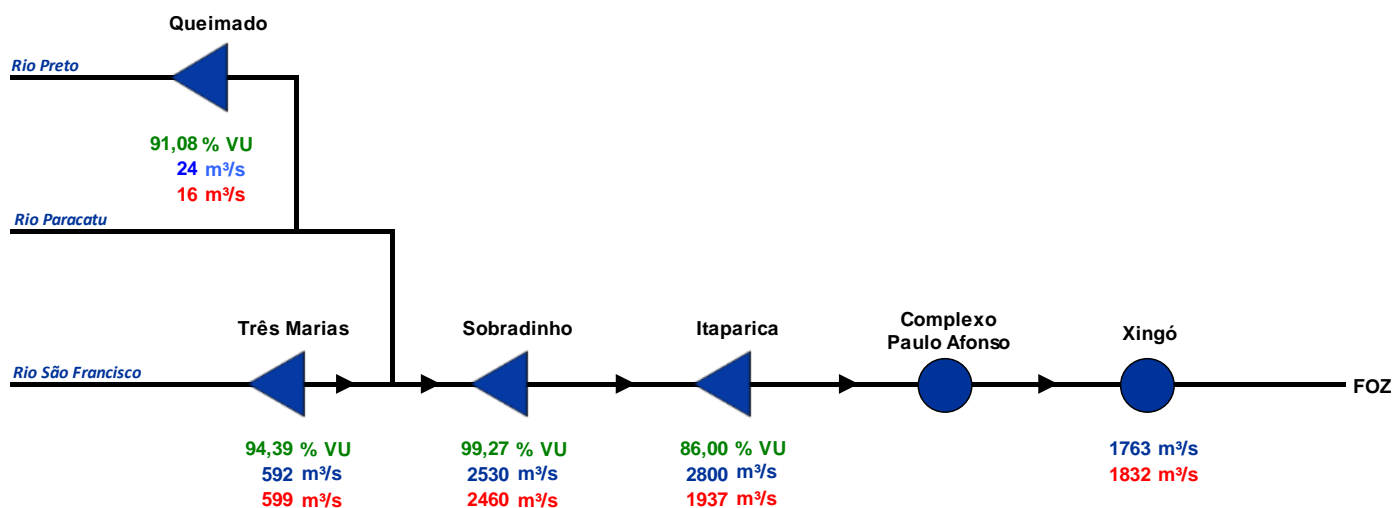 Queimado
Rio Preto
91,08 % VU
24 m³/s
16 m³/s
Rio Paracatu
Três Marias
Sobradinho
Itaparica
Complexo
Paulo Afonso
Xingó
Rio São Francisco
FOZ
94,39 % VU
592 m³/s
599 m³/s
99,27 % VU
2530 m³/s
2460 m³/s
86,00 % VU
2800 m³/s
1937 m³/s
1763 m³/s
1832 m³/s